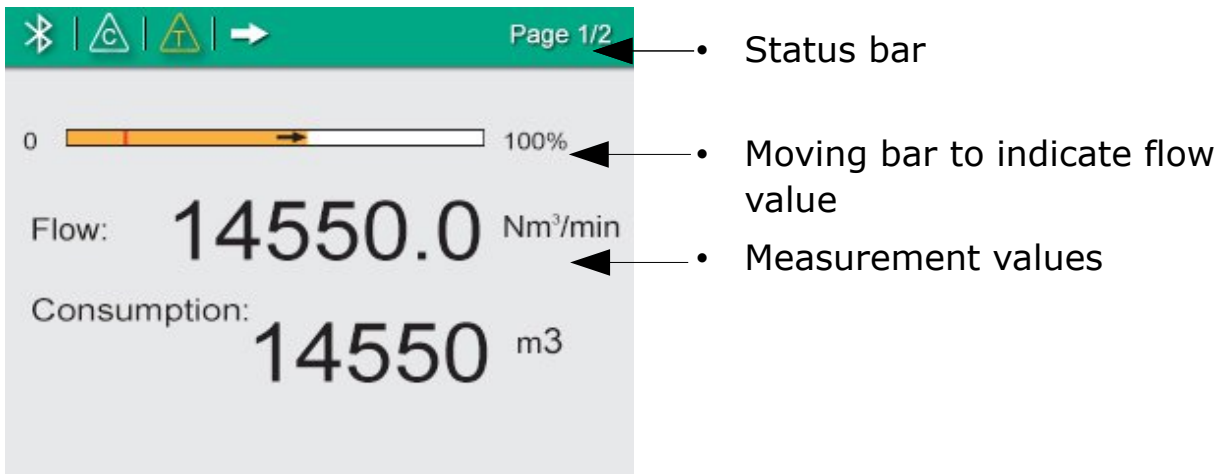 C T Page 1/2
• Status bar
0 100%
• Moving bar to indicate flow
value
Flow: 14550.0 Nm³/min
• Measurement values
Consumption:
14550 m3